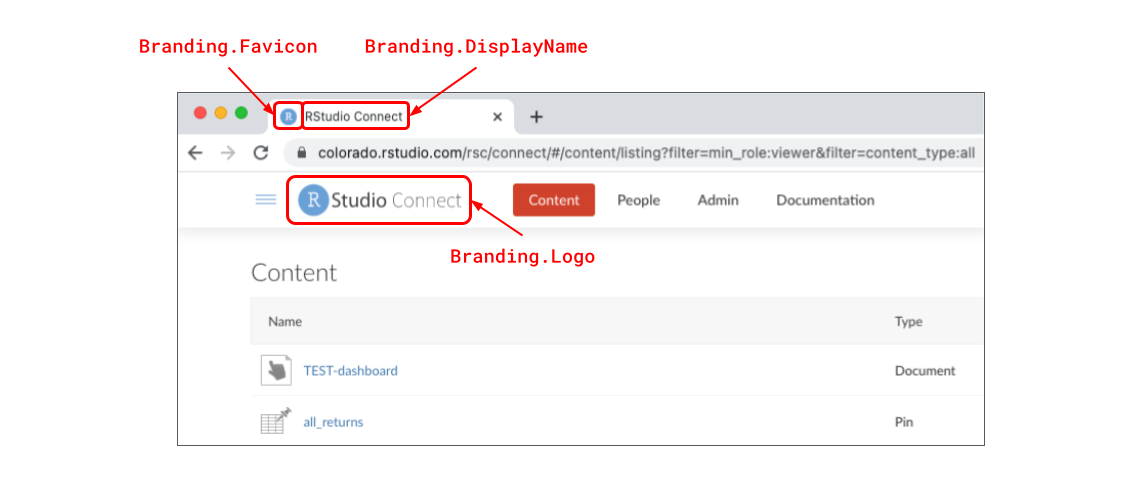 Branding.Favicon Branding.DisplayName
R RStudio Connect
colorado.rstudio.com/rsc/connect/#/content/listing?filter=min_role:viewer&filter=content_type:all
R Studio Connect Content People Admin Documentation
Branding.Logo
Content
Name Type
TEST-dashboard Document
all_returns Pin